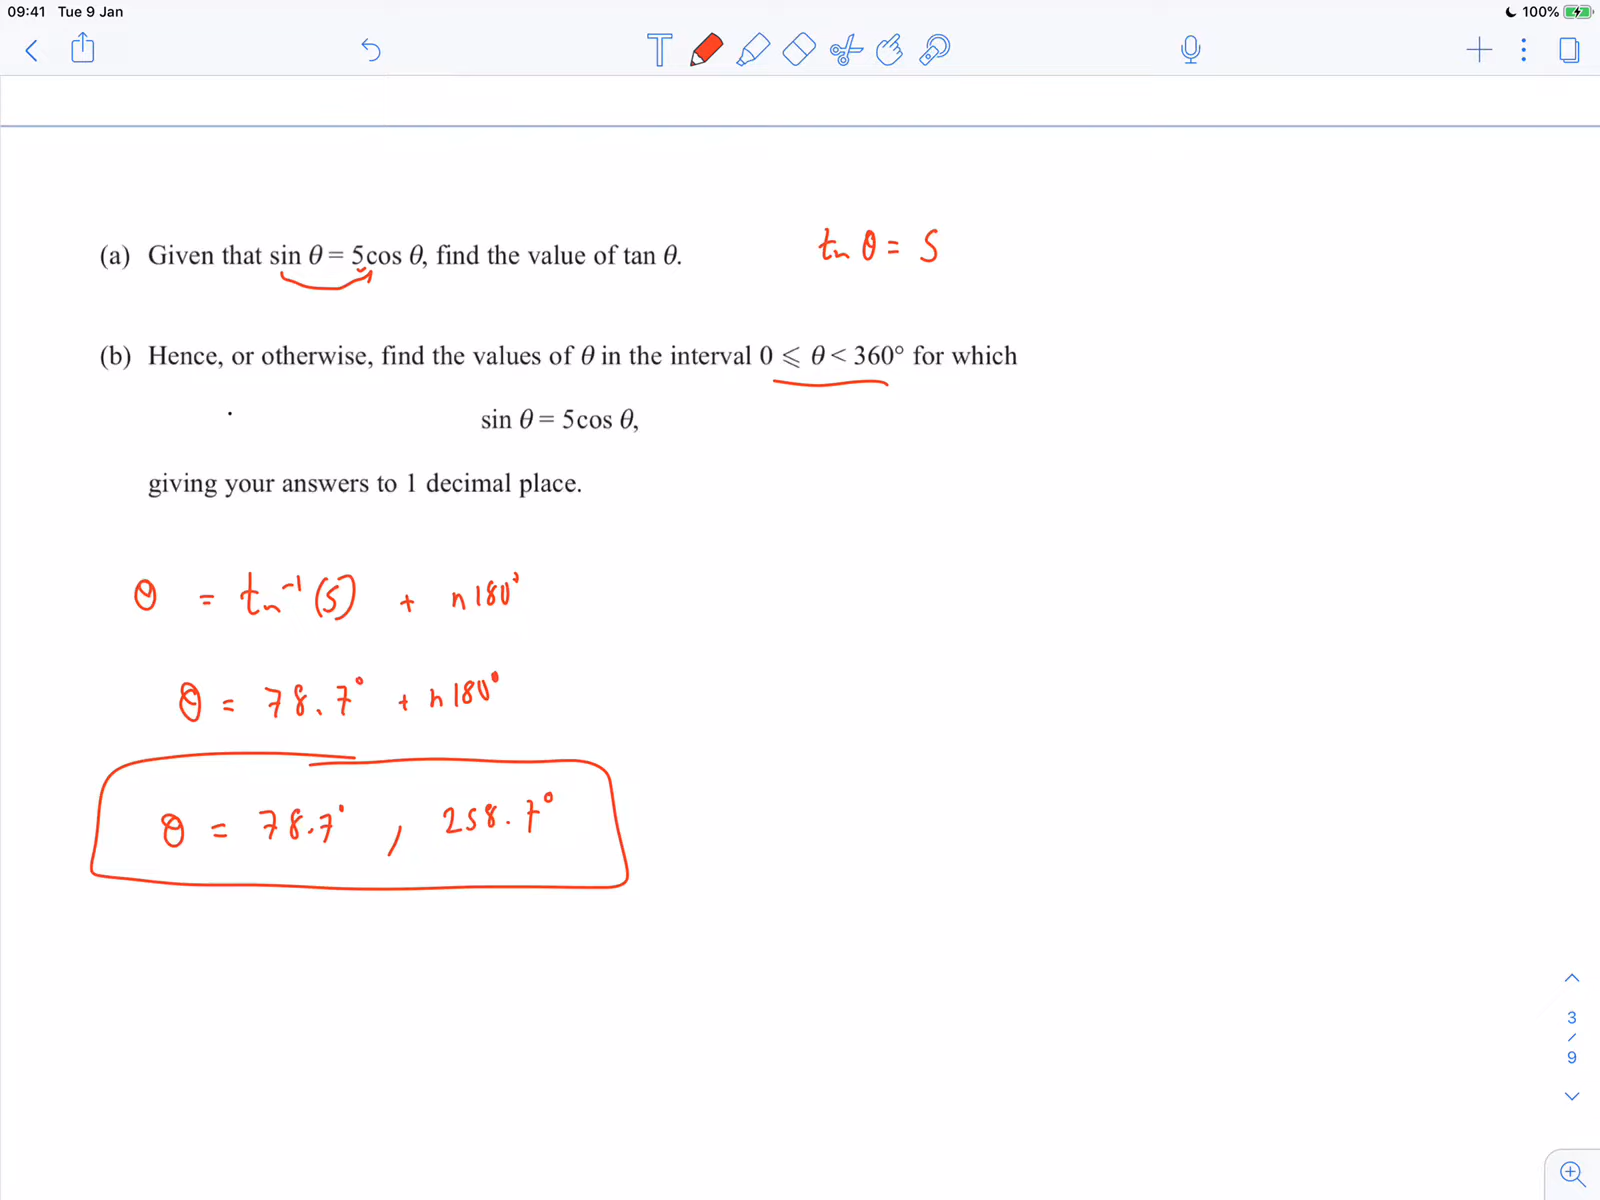 09:41 Tue 9 Jan 100%
(a) Given that sin θ = 5cos θ, find the value of tan θ.
tn θ = 5
(b) Hence, or otherwise, find the values of θ in the interval 0 ⩽ θ < 360° for which
sin θ = 5cos θ,
giving your answers to 1 decimal place.
θ = tn⁻¹(5) + n180°
θ = 78.7° + n180°
θ = 78.7° , 258.7°
3
/
9